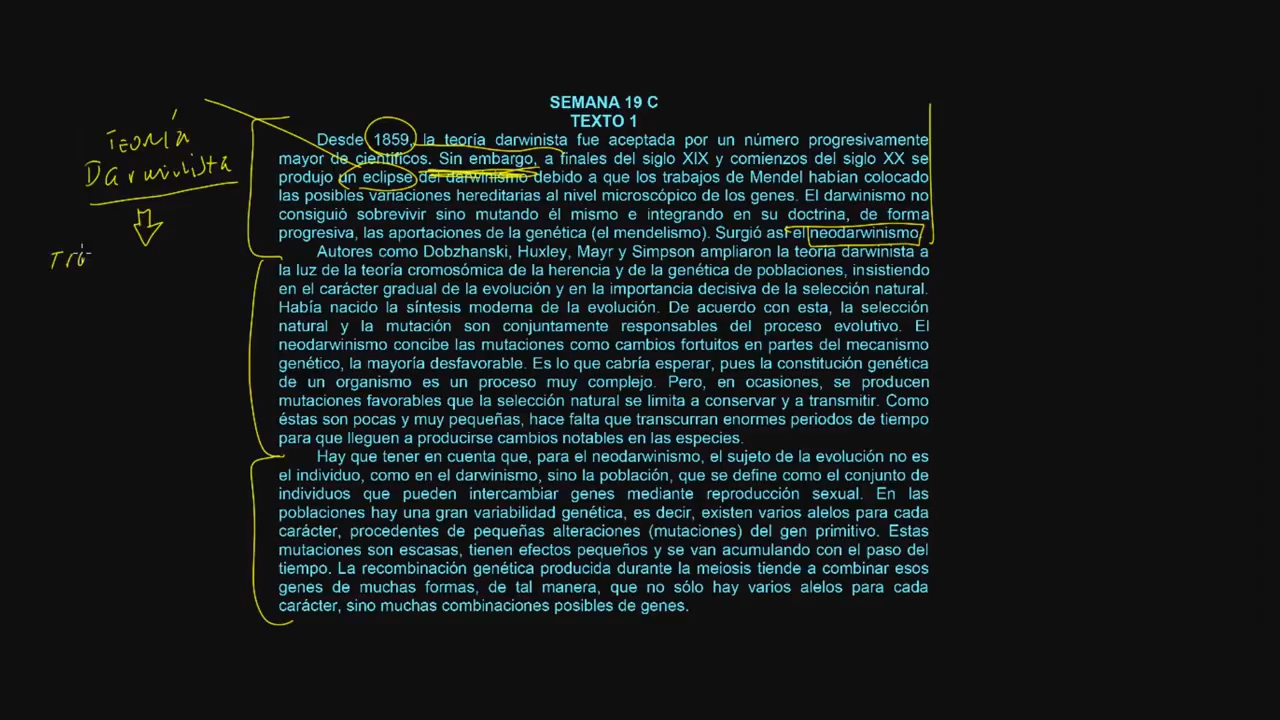 SEMANA 19 C
TEXTO 1
TEORÍA
Darwinista
Trá
Desde 1859, la teoría darwinista fue aceptada por un número progresivamente
mayor de científicos. Sin embargo, a finales del siglo XIX y comienzos del siglo XX se
produjo un eclipse del darwinismo debido a que los trabajos de Mendel habían colocado
las posibles variaciones hereditarias al nivel microscópico de los genes. El darwinismo no
consiguió sobrevivir sino mutando él mismo e integrando en su doctrina, de forma
progresiva, las aportaciones de la genética (el mendelismo). Surgió así el neodarwinismo.
Autores como Dobzhanski, Huxley, Mayr y Simpson ampliaron la teoría darwinista a
la luz de la teoría cromosómica de la herencia y de la genética de poblaciones, insistiendo
en el carácter gradual de la evolución y en la importancia decisiva de la selección natural.
Había nacido la síntesis moderna de la evolución. De acuerdo con esta, la selección
natural y la mutación son conjuntamente responsables del proceso evolutivo. El
neodarwinismo concibe las mutaciones como cambios fortuitos en partes del mecanismo
genético, la mayoría desfavorable. Es lo que cabría esperar, pues la constitución genética
de un organismo es un proceso muy complejo. Pero, en ocasiones, se producen
mutaciones favorables que la selección natural se limita a conservar y a transmitir. Como
éstas son pocas y muy pequeñas, hace falta que transcurran enormes periodos de tiempo
para que lleguen a producirse cambios notables en las especies.
Hay que tener en cuenta que, para el neodarwinismo, el sujeto de la evolución no es
el individuo, como en el darwinismo, sino la población, que se define como el conjunto de
individuos que pueden intercambiar genes mediante reproducción sexual. En las
poblaciones hay una gran variabilidad genética, es decir, existen varios alelos para cada
carácter, procedentes de pequeñas alteraciones (mutaciones) del gen primitivo. Estas
mutaciones son escasas, tienen efectos pequeños y se van acumulando con el paso del
tiempo. La recombinación genética producida durante la meiosis tiende a combinar esos
genes de muchas formas, de tal manera, que no sólo hay varios alelos para cada
carácter, sino muchas combinaciones posibles de genes.